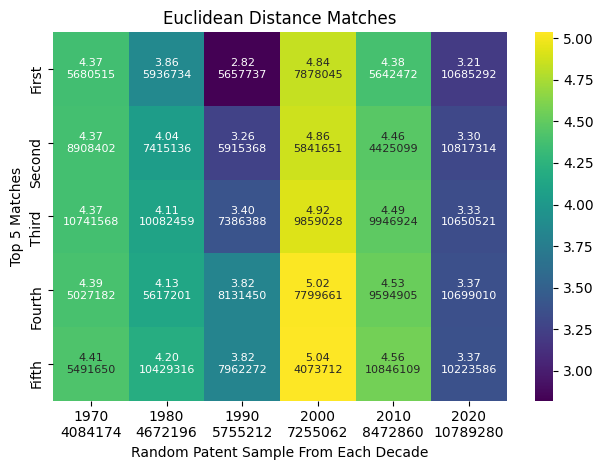 Euclidean Distance Matches
Top 5 Matches
First
4.37 3.86 2.82 4.84 4.38 3.21
5680515 5936734 5657737 7878045 5642472 10685292
Second
4.37 4.04 3.26 4.86 4.46 3.30
8908402 7415136 5915368 5841651 4425099 10817314
Third
4.37 4.11 3.40 4.92 4.49 3.33
10741568 10082459 7386388 9859028 9946924 10650521
Fourth
4.39 4.13 3.82 5.02 4.53 3.37
5027182 5617201 8131450 7799661 9594905 10699010
Fifth
4.41 4.20 3.82 5.04 4.56 3.37
5491650 10429316 7962272 4073712 10846109 10223586
1970 1980 1990 2000 2010 2020
4084174 4672196 5755212 7255062 8472860 10789280
Random Patent Sample From Each Decade
5.00
4.75
4.50
4.25
4.00
3.75
3.50
3.25
3.00